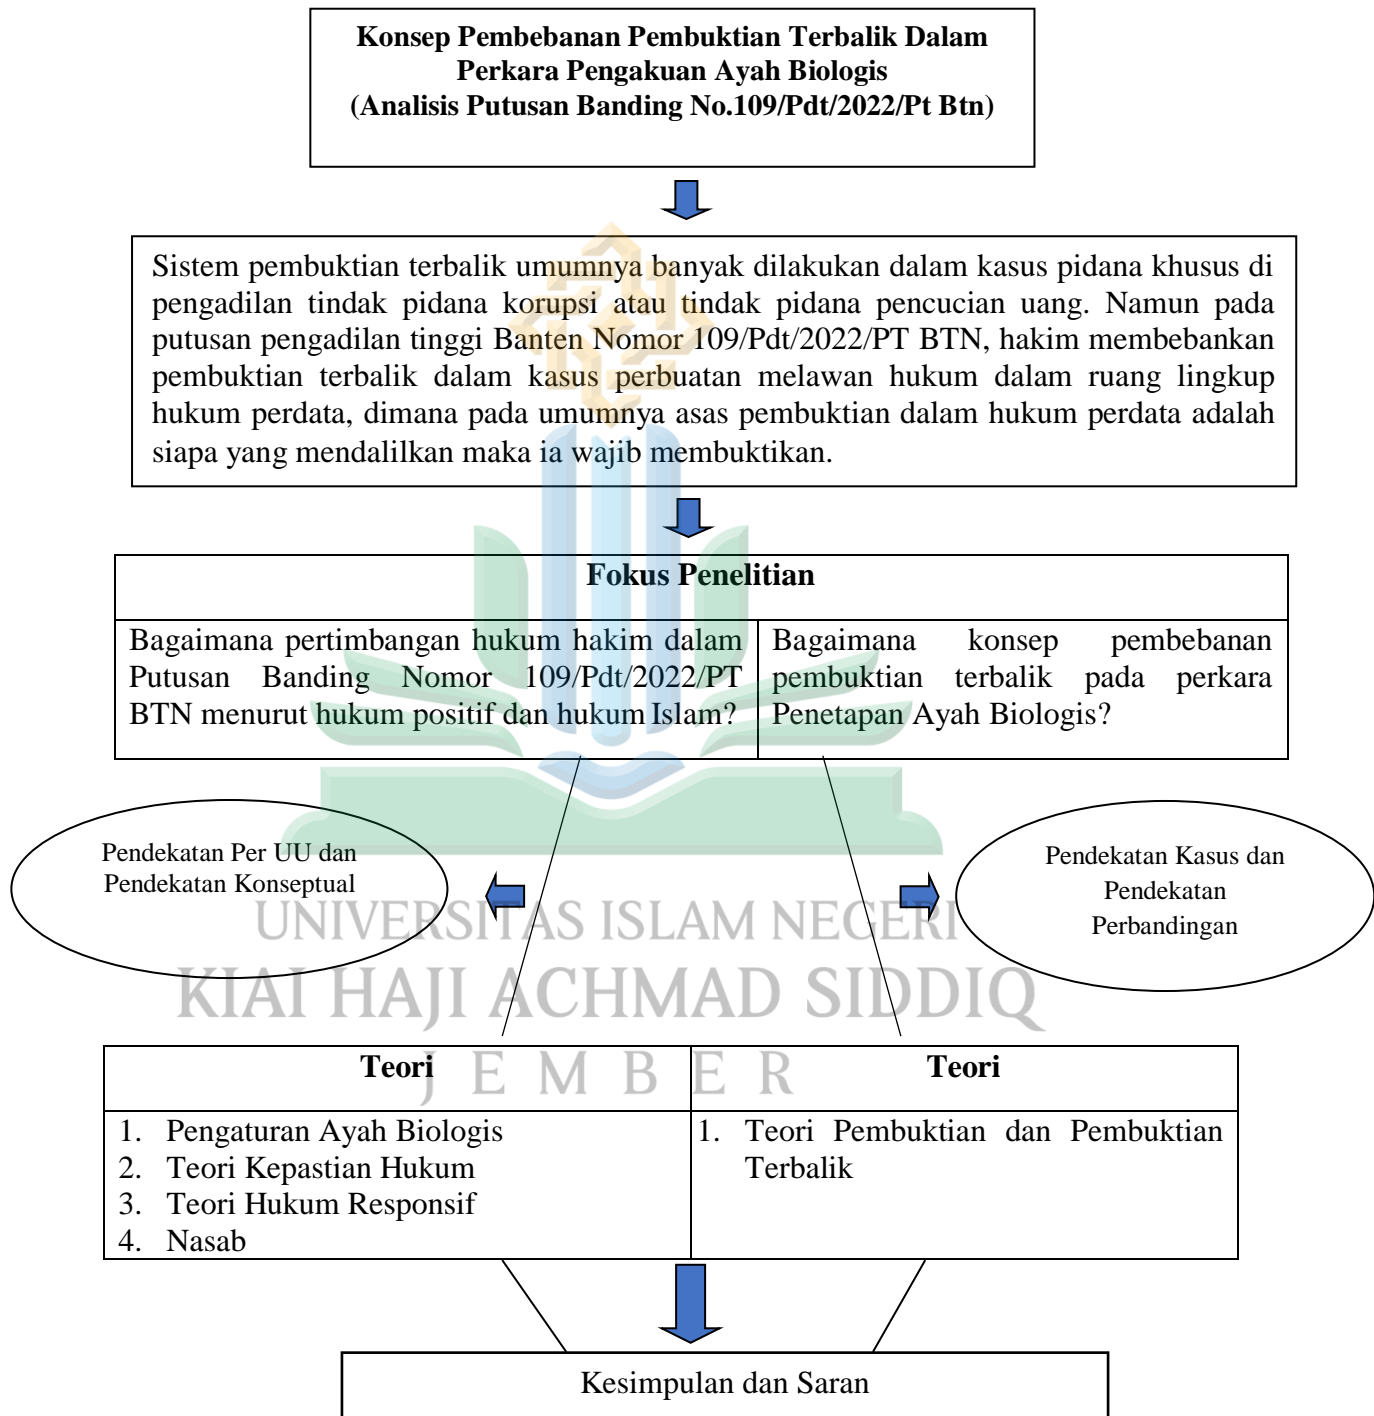 Konsep Pembebanan Pembuktian Terbalik Dalam
Perkara Pengakuan Ayah Biologis
(Analisis Putusan Banding No.109/Pdt/2022/Pt Btn)
Sistem pembuktian terbalik umumnya banyak dilakukan dalam kasus pidana khusus di
pengadilan tindak pidana korupsi atau tindak pidana pencucian uang. Namun pada
putusan pengadilan tinggi Banten Nomor 109/Pdt/2022/PT BTN, hakim membebankan
pembuktian terbalik dalam kasus perbuatan melawan hukum dalam ruang lingkup
hukum perdata, dimana pada umumnya asas pembuktian dalam hukum perdata adalah
siapa yang mendalilkan maka ia wajib membuktikan.
Fokus Penelitian
Bagaimana pertimbangan hukum hakim dalam
Putusan Banding Nomor 109/Pdt/2022/PT
BTN menurut hukum positif dan hukum Islam?
Bagaimana konsep pembebanan
pembuktian terbalik pada perkara
Penetapan Ayah Biologis?
Pendekatan Per UU dan
Pendekatan Konseptual
Pendekatan Kasus dan
Pendekatan
Perbandingan
UNIVERSITAS ISLAM NEGERI
KIAI HAJI ACHMAD SIDDIQ
JEMBER
Teori
1. Pengaturan Ayah Biologis
2. Teori Kepastian Hukum
3. Teori Hukum Responsif
4. Nasab
Teori
1. Teori Pembuktian dan Pembuktian
Terbalik
Kesimpulan dan Saran